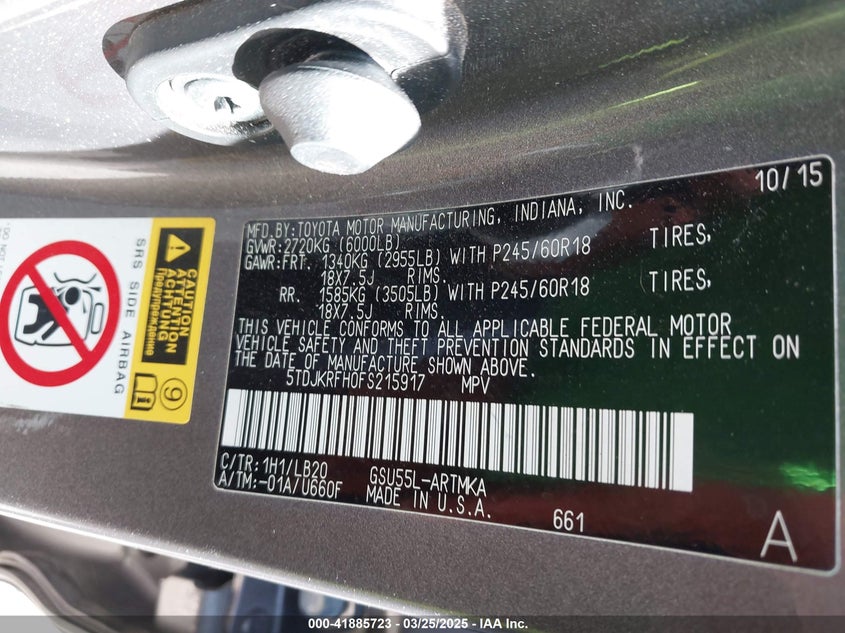 10/15
MFD.BY:TOYOTA MOTOR MANUFACTURING, INDIANA, INC.
GVWR:2720KG (6000LB)
GAWR:FRT. 1340KG (2955LB) WITH P245/60R18 TIRES,
18X7.5J RIMS.
RR. 1585KG (3505LB) WITH P245/60R18 TIRES,
18X7.5J RIMS.
THIS VEHICLE CONFORMS TO ALL APPLICABLE FEDERAL MOTOR
VEHICLE SAFETY AND THEFT PREVENTION STANDARDS IN EFFECT ON
THE DATE OF MANUFACTURE SHOWN ABOVE.
5TDJKRFH0FS215917 MPV
C/TR:1H1/LB20 GSU55L-ARTMKA
A/TM:-01A/U660F MADE IN U.S.A.
661
A
CAUTION
ATTENTION
ACHTUNG
Предупреждение
SRS SIDE AIRBAG
9
000-41885723 - 03/25/2025 - IAA Inc.